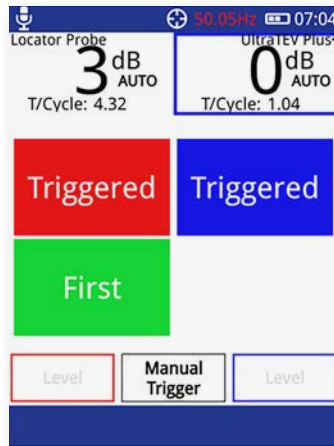 50.05Hz 07:04
Locator Probe UltraTEV Plus²
3 dB AUTO 0 dB AUTO
T/Cycle: 4.32 T/Cycle: 1.04
Triggered Triggered
First
Level Manual Trigger Level